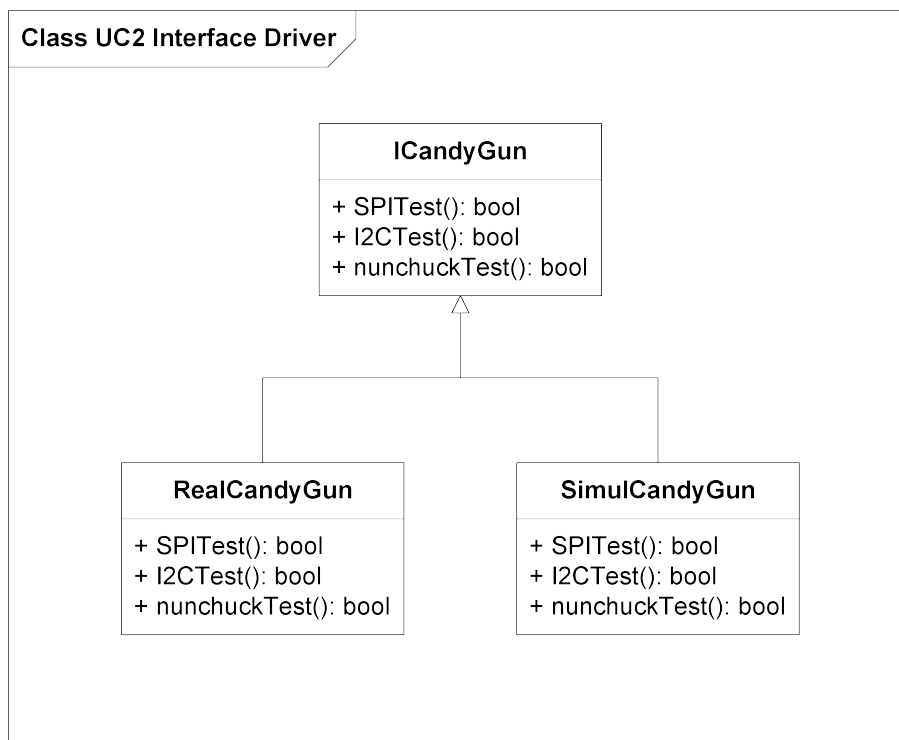 Class UC2 Interface Driver
ICandyGun
+ SPITest(): bool
+ I2CTest(): bool
+ nunchuckTest(): bool
RealCandyGun
+ SPITest(): bool
+ I2CTest(): bool
+ nunchuckTest(): bool
SimulCandyGun
+ SPITest(): bool
+ I2CTest(): bool
+ nunchuckTest(): bool